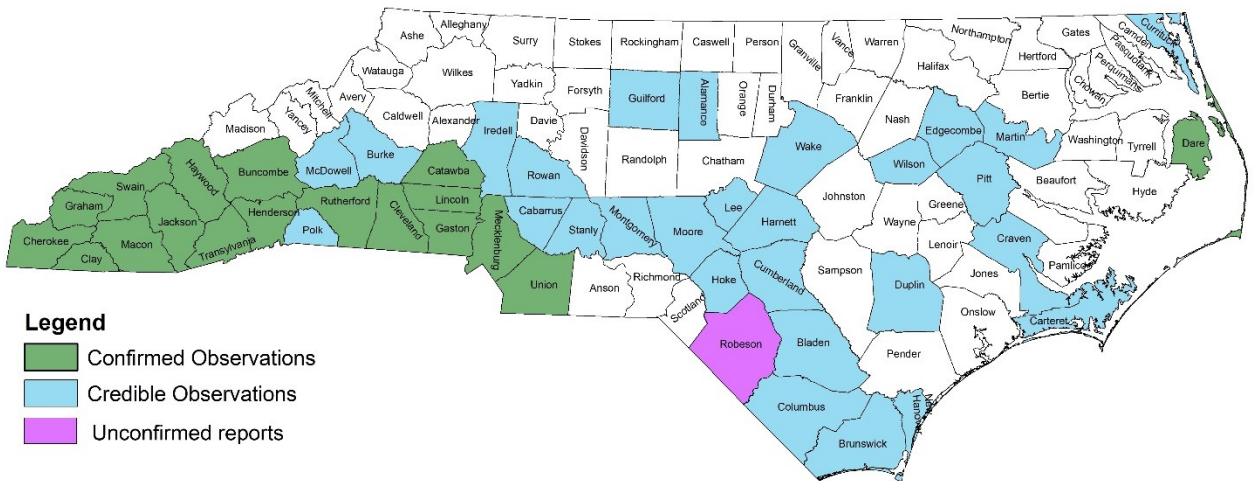 Alleghany
Ashe
Surry
Stokes
Rockingham
Caswell
Person
Granville
Vance
Warren
Northampton
Gates
Camden
Currituck
Pasquotank
Perquimans
Chowan
Hertford
Halifax
Watauga
Wilkes
Yadkin
Forsyth
Guilford
Alamance
Orange
Durham
Franklin
Bertie
Mitchell
Avery
Yancey
Caldwell
Alexander
Iredell
Davie
Davidson
Randolph
Chatham
Wake
Nash
Edgecombe
Martin
Washington
Tyrrell
Dare
Madison
Haywood
Buncombe
McDowell
Burke
Catawba
Rowan
Wilson
Pitt
Beaufort
Hyde
Swain
Graham
Jackson
Henderson
Rutherford
Cleveland
Lincoln
Gaston
Mecklenburg
Cabarrus
Stanly
Montgomery
Moore
Lee
Harnett
Johnston
Wayne
Greene
Lenoir
Craven
Pamlico
Cherokee
Macon
Clay
Transylvania
Polk
Union
Anson
Richmond
Scotland
Hoke
Cumberland
Sampson
Duplin
Jones
Onslow
Carteret
Robeson
Bladen
Pender
Columbus
Brunswick
New
Hanover
Legend
Confirmed Observations
Credible Observations
Unconfirmed reports